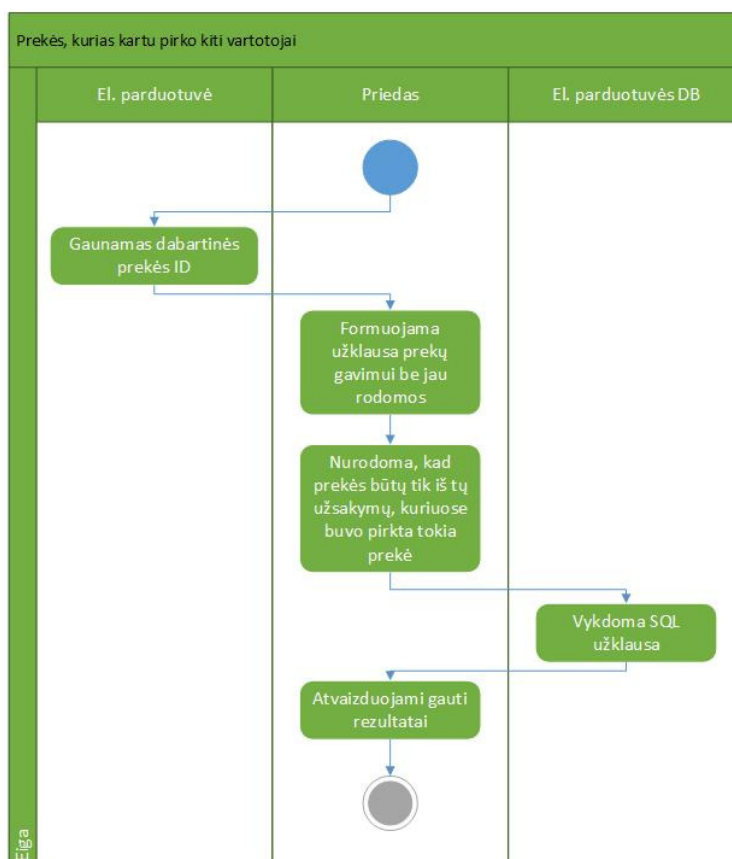 Prekės, kurias kartu pirko kiti vartotojai
El. parduotuvė
Priedas
El. parduotuvės DB
Gaunamas dabartinės
prekės ID
Formuojama
užklausa prekų
gavimui be jau
rodomos
Nurodoma, kad
prekės būtų tik iš tų
užsakymų, kuriuose
buvo pirkta tokia
prekė
Vykdoma SQL
užklausa
Atvaizduojami gauti
rezultatai
Eiga